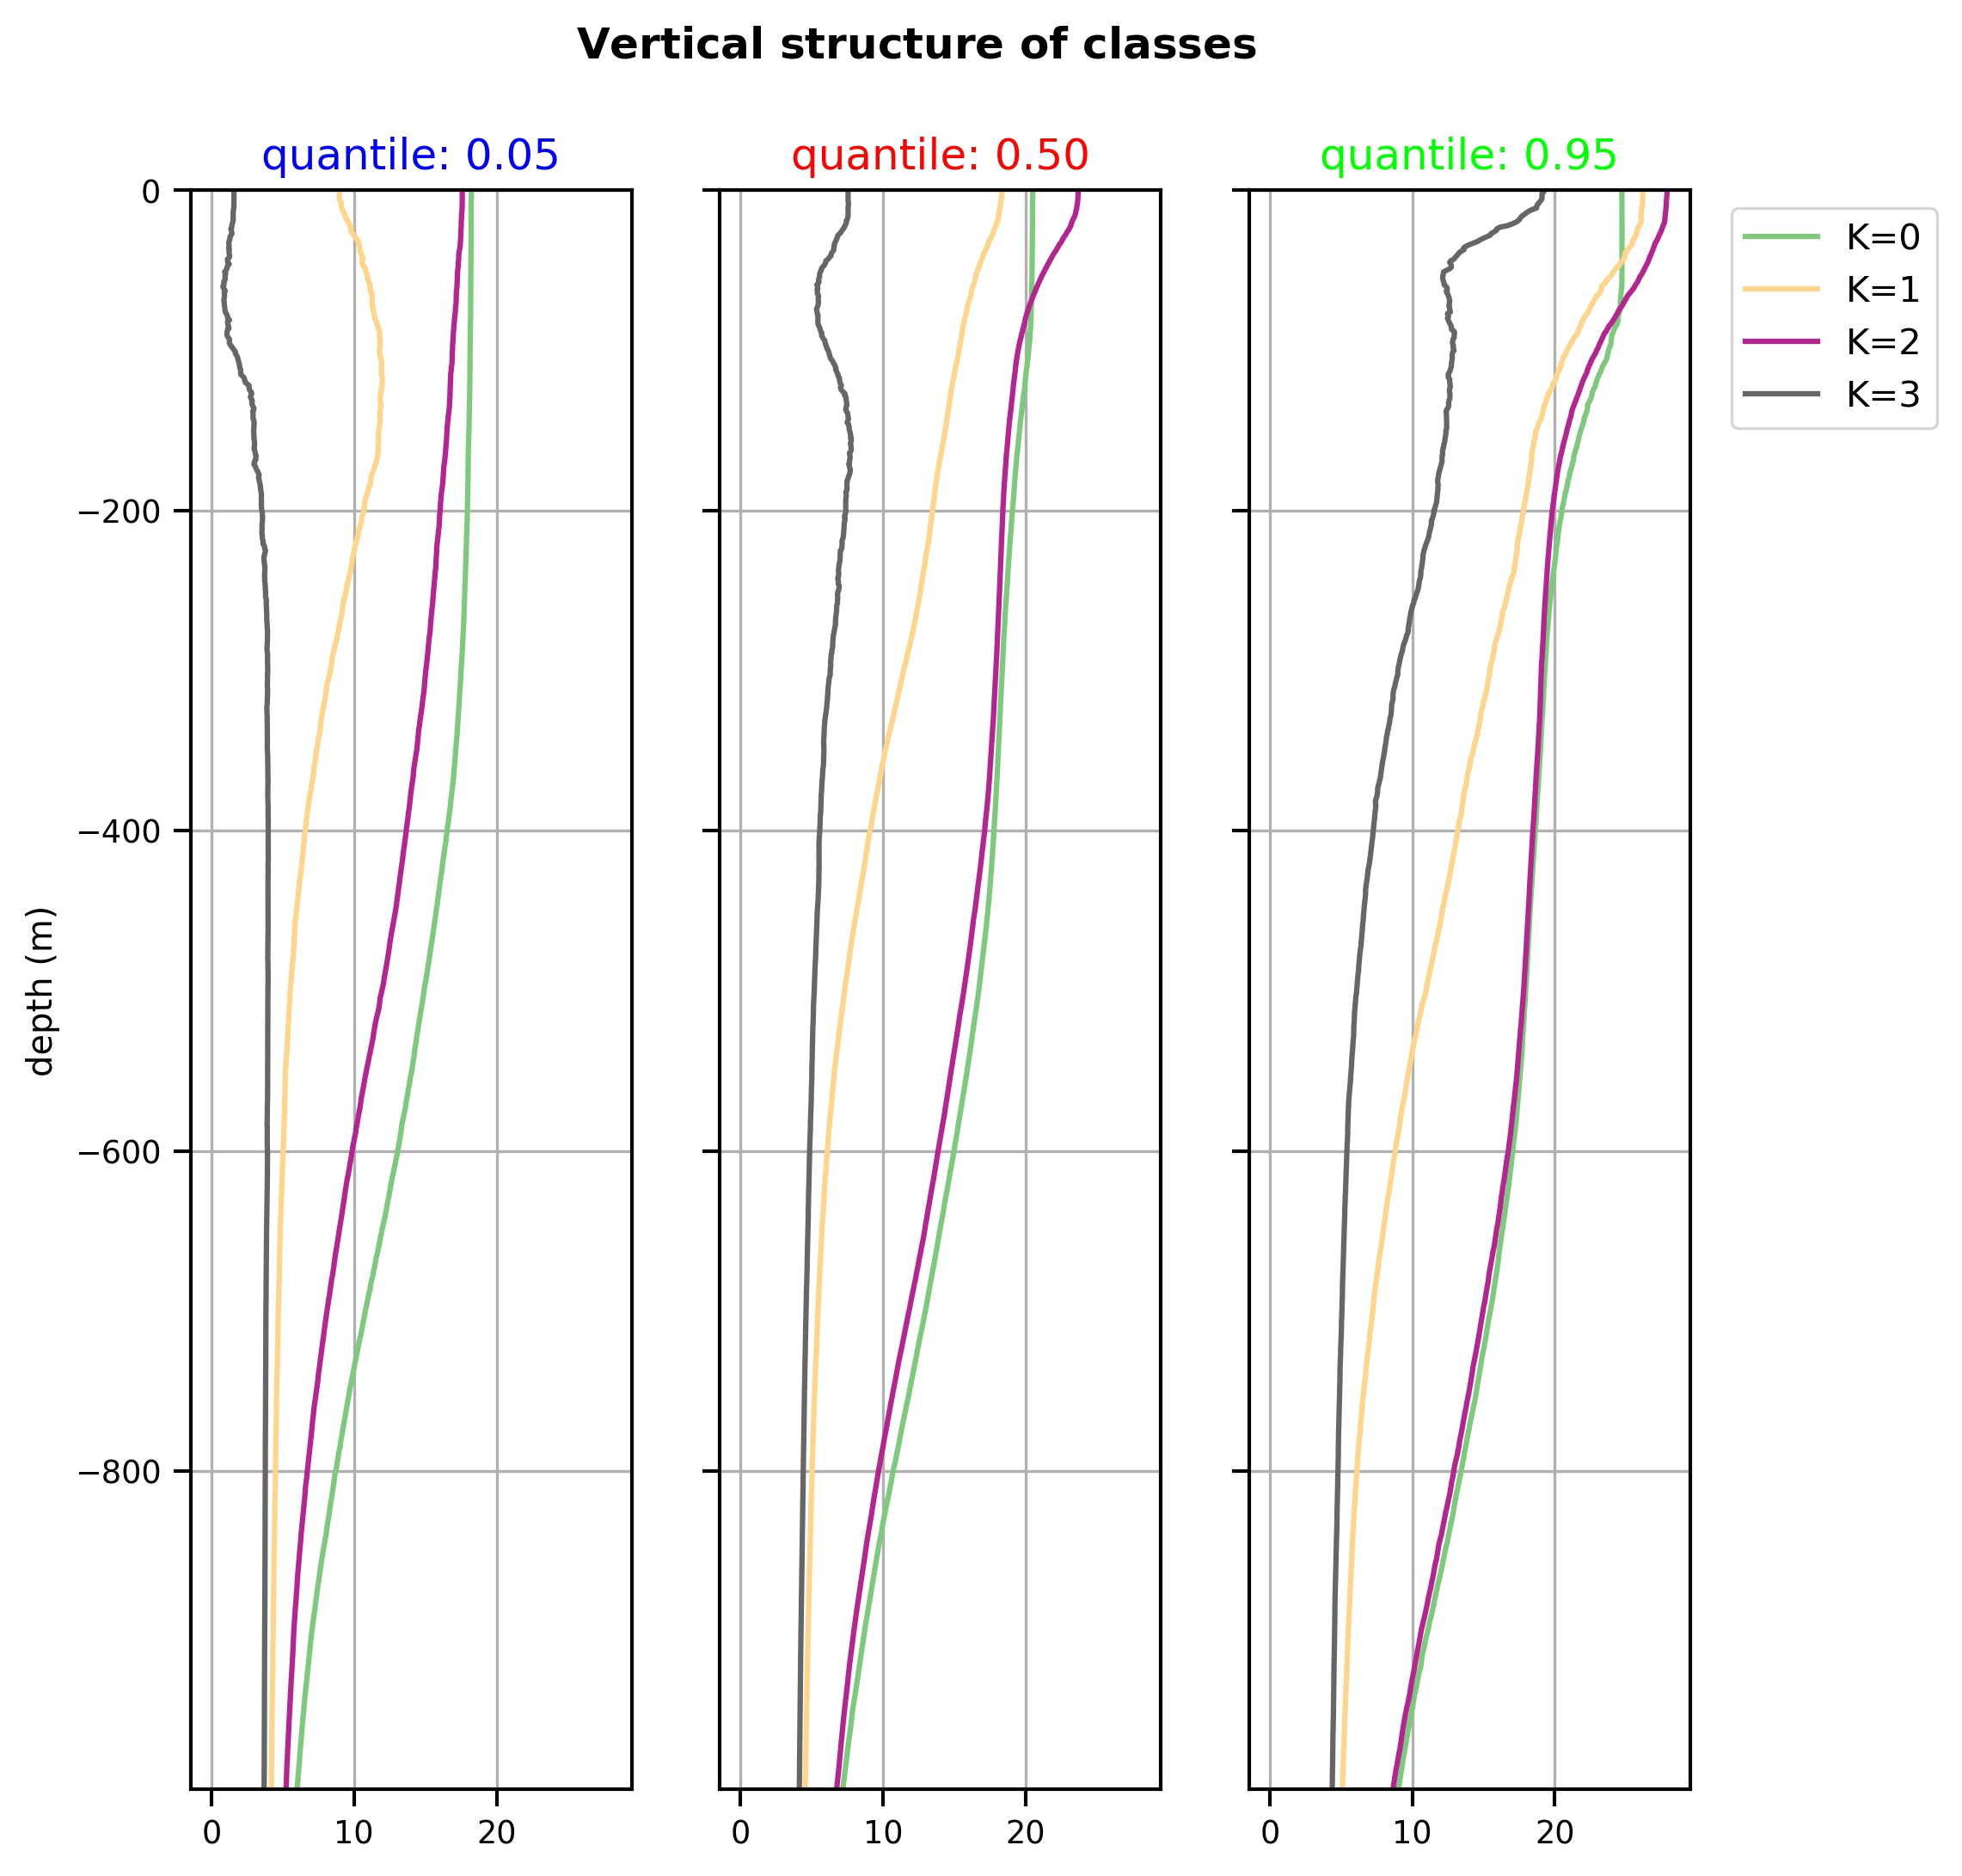 Vertical structure of classes
quantile: 0.05
quantile: 0.50
quantile: 0.95
0
−200
−400
−600
−800
depth (m)
0 10 20
0 10 20
0 10 20
K=0
K=1
K=2
K=3